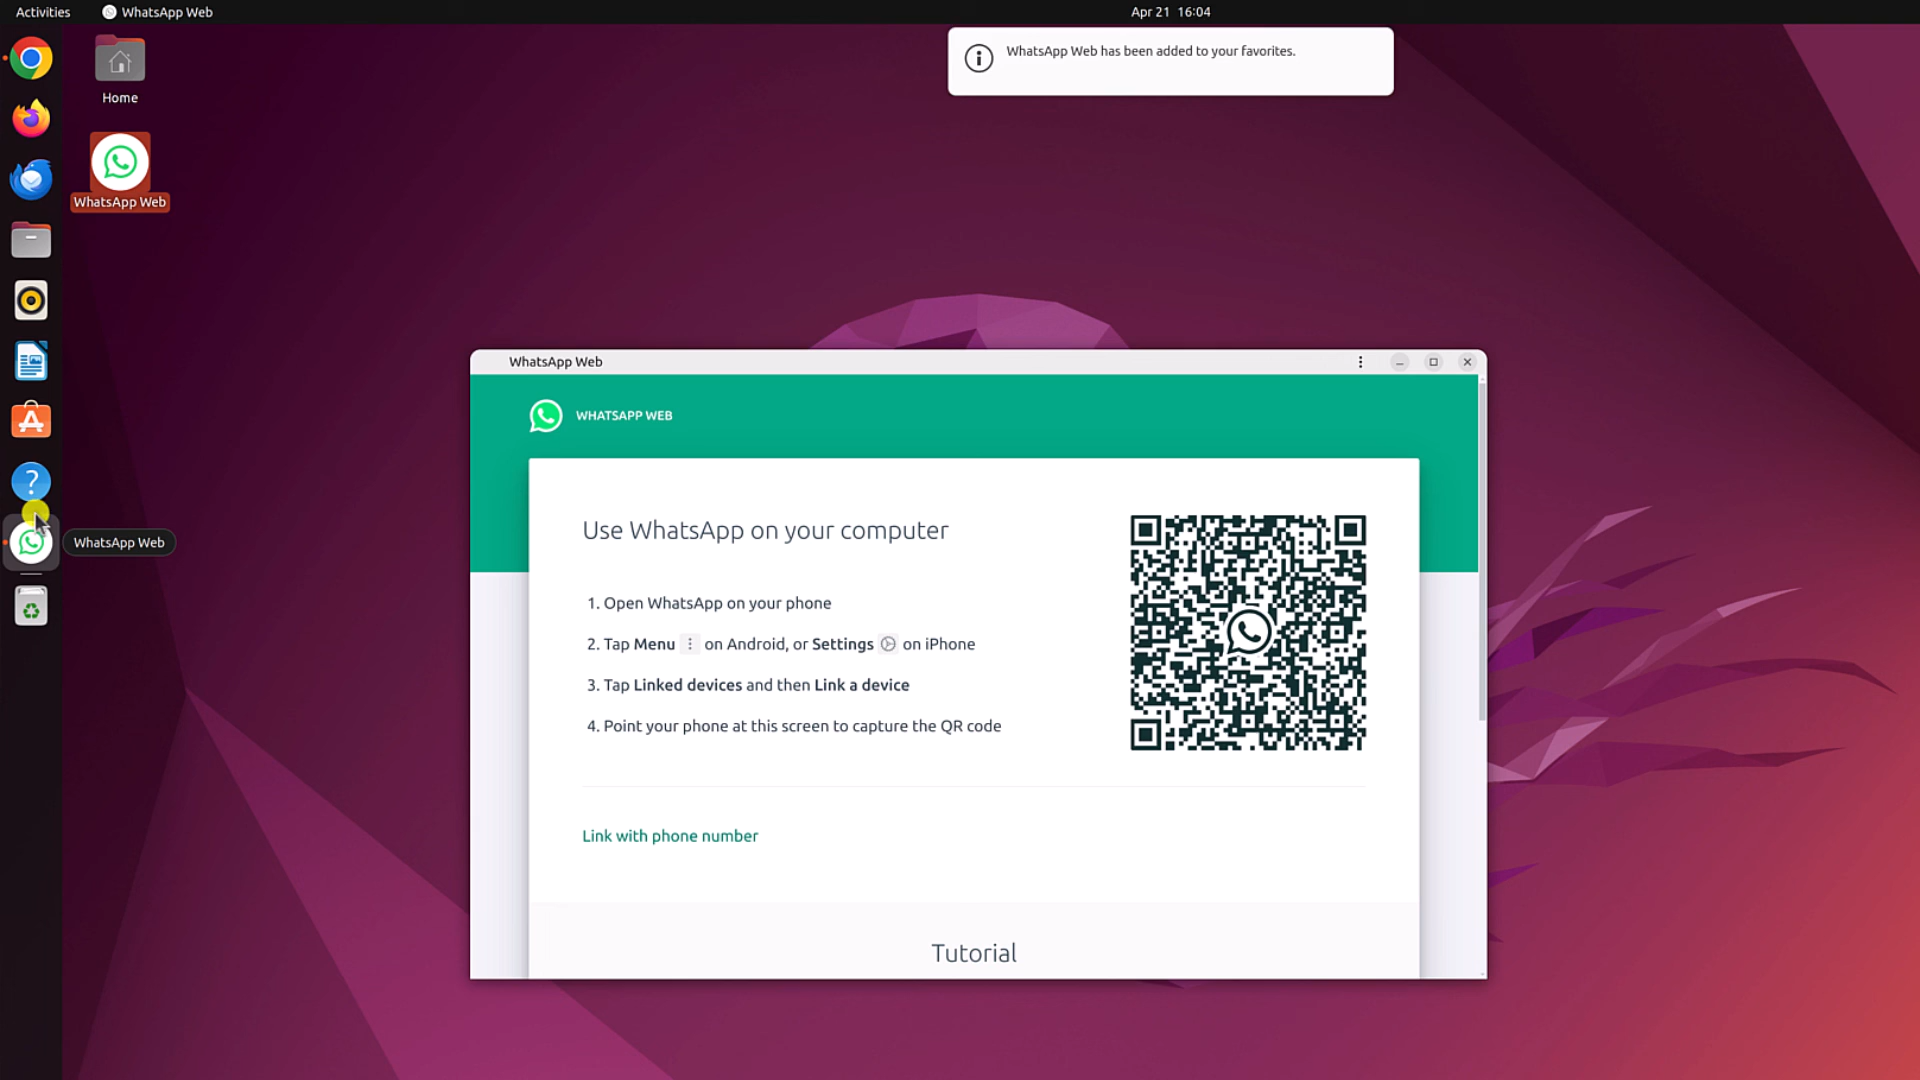 Activities
WhatsApp Web
Apr 21 16:04
WhatsApp Web has been added to your favorites.
Home
WhatsApp Web
WhatsApp Web
WHATSAPP WEB
Use WhatsApp on your computer
1. Open WhatsApp on your phone
2. Tap Menu on Android, or Settings on iPhone
3. Tap Linked devices and then Link a device
4. Point your phone at this screen to capture the QR code
Link with phone number
Tutorial
WhatsApp Web